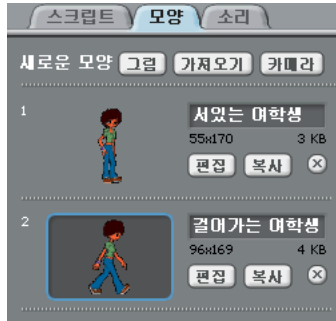 스크립트 모양 소리
새로운 모양 그림 가져오기 카메라
1
서있는 여학생
55x170 3 KB
편집 복사
2
걸어가는 여학생
96x169 4 KB
편집 복사